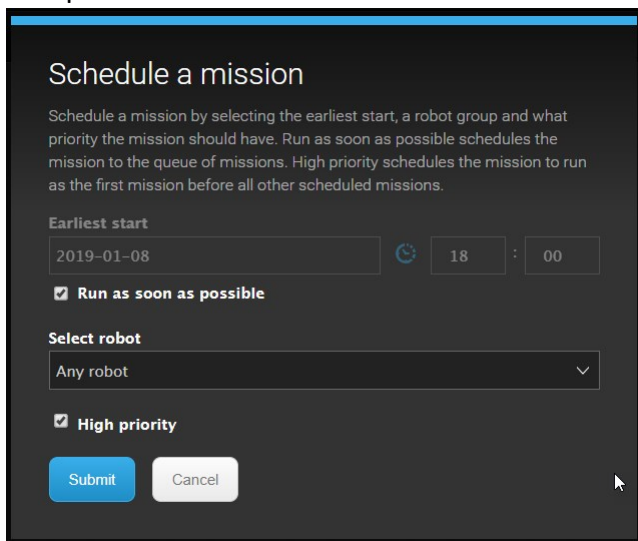 Schedule a mission
Schedule a mission by selecting the earliest start, a robot group and what
priority the mission should have. Run as soon as possible schedules the
mission to the queue of missions. High priority schedules the mission to run
as the first mission before all other scheduled missions.
Earliest start
2019-01-08 18 : 00
Run as soon as possible
Select robot
Any robot
High priority
Submit Cancel